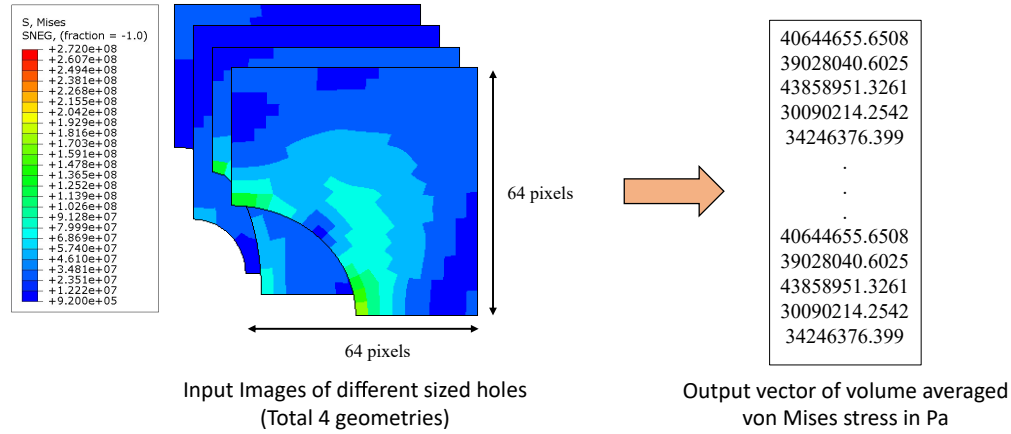 S, Mises
SNEG, (fraction = -1.0)
+2.720e+08
+2.607e+08
+2.494e+08
+2.381e+08
+2.268e+08
+2.155e+08
+2.042e+08
+1.929e+08
+1.816e+08
+1.703e+08
+1.591e+08
+1.478e+08
+1.365e+08
+1.252e+08
+1.139e+08
+1.026e+08
+9.128e+07
+7.999e+07
+6.869e+07
+5.740e+07
+4.610e+07
+3.481e+07
+2.351e+07
+1.222e+07
+9.200e+05
64 pixels
64 pixels
Input Images of different sized holes
(Total 4 geometries)
40644655.6508
39028040.6025
43858951.3261
30090214.2542
34246376.399
.
.
.
40644655.6508
39028040.6025
43858951.3261
30090214.2542
34246376.399
Output vector of volume averaged
von Mises stress in Pa